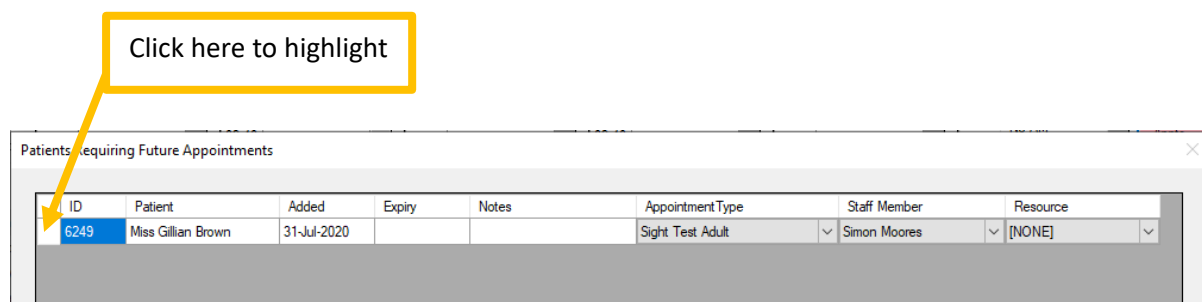 Click here to highlight
Patients Requiring Future Appointments
ID Patient Added Expiry Notes Appointment Type Staff Member Resource
6249 Miss Gillian Brown 31-Jul-2020 Sight Test Adult Simon Moores [NONE]